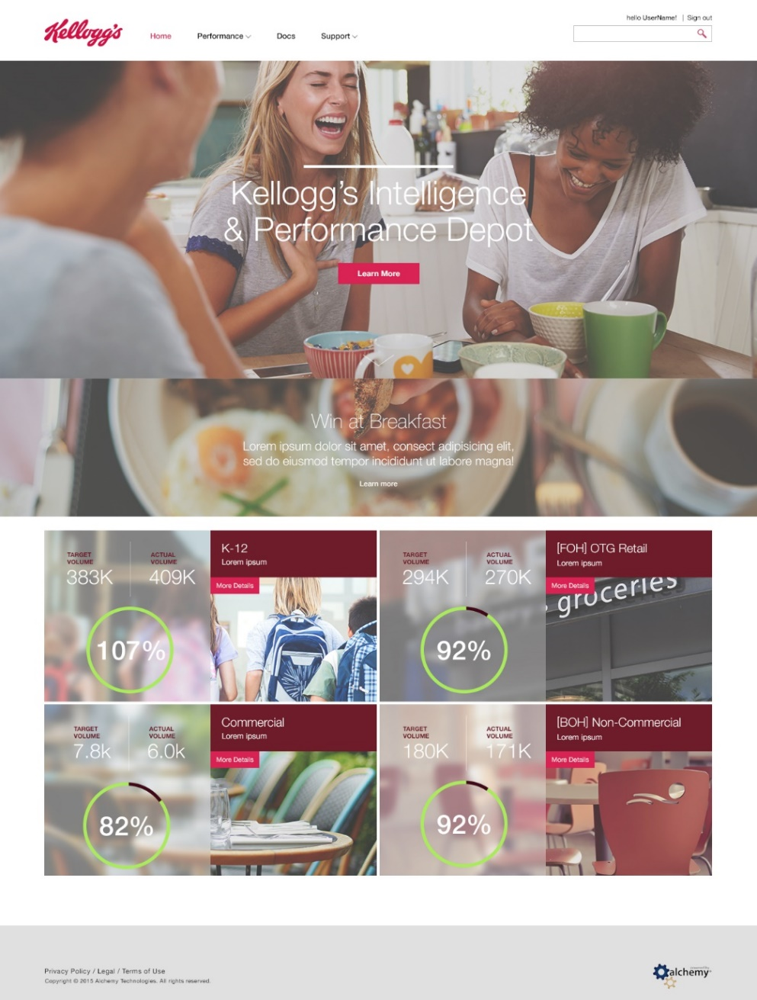 hello UserName! | Sign out
Kellogg's
Home
Performance
Docs
Support
Kellogg's Intelligence
& Performance Depot
Learn More
Win at Breakfast
Lorem ipsum dolor sit amet, consect adipisicing elit,
sed do eiusmod tempor incididunt ut labore magna!
Learn more
TARGET
VOLUME
383K
ACTUAL
VOLUME
409K
107%
K-12
Lorem ipsum
More Details
TARGET
VOLUME
294K
ACTUAL
VOLUME
270K
92%
[FOH] OTG Retail
Lorem ipsum
More Details
groceries
TARGET
VOLUME
7.8k
ACTUAL
VOLUME
6.0k
82%
Commercial
Lorem ipsum
More Details
TARGET
VOLUME
180K
ACTUAL
VOLUME
171K
92%
[BOH] Non-Commercial
Lorem ipsum
More Details
Privacy Policy / Legal / Terms of Use
Copyright © 2015 Alchemy Technologies. All rights reserved.
alchemy